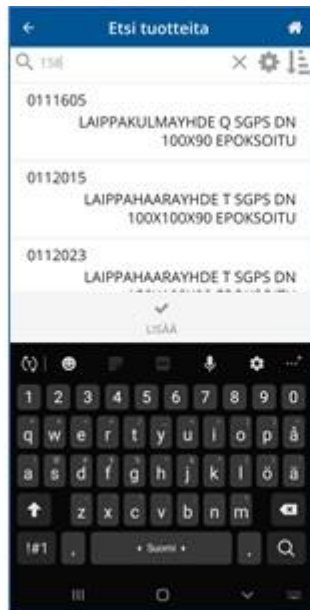 Etsi tuotteita
158
0111605
LAIPPAKULMAYHDE Q SGPS DN
100X90 EPOKSOITU
0112015
LAIPPAHAARAYHDE T SGPS DN
100X100X90 EPOKSOITU
0112023
LAIPPAHAARAYHDE T SGPS DN
LISÄÄ
1 2 3 4 5 6 7 8 9 0
q w e r t y u i o p å
a s d f g h j k l ö ä
z x c v b n m
!#1 , Suomi .